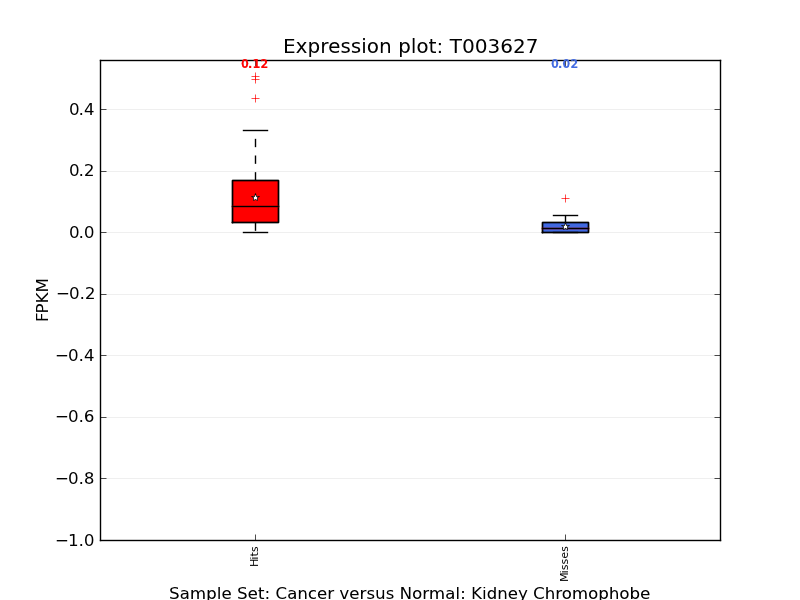 Expression plot: T003627
0.12
0.02
0.4
0.2
0.0
−0.2
−0.4
−0.6
−0.8
−1.0
FPKM
Hits
Misses
Sample Set: Cancer versus Normal: Kidney Chromophobe